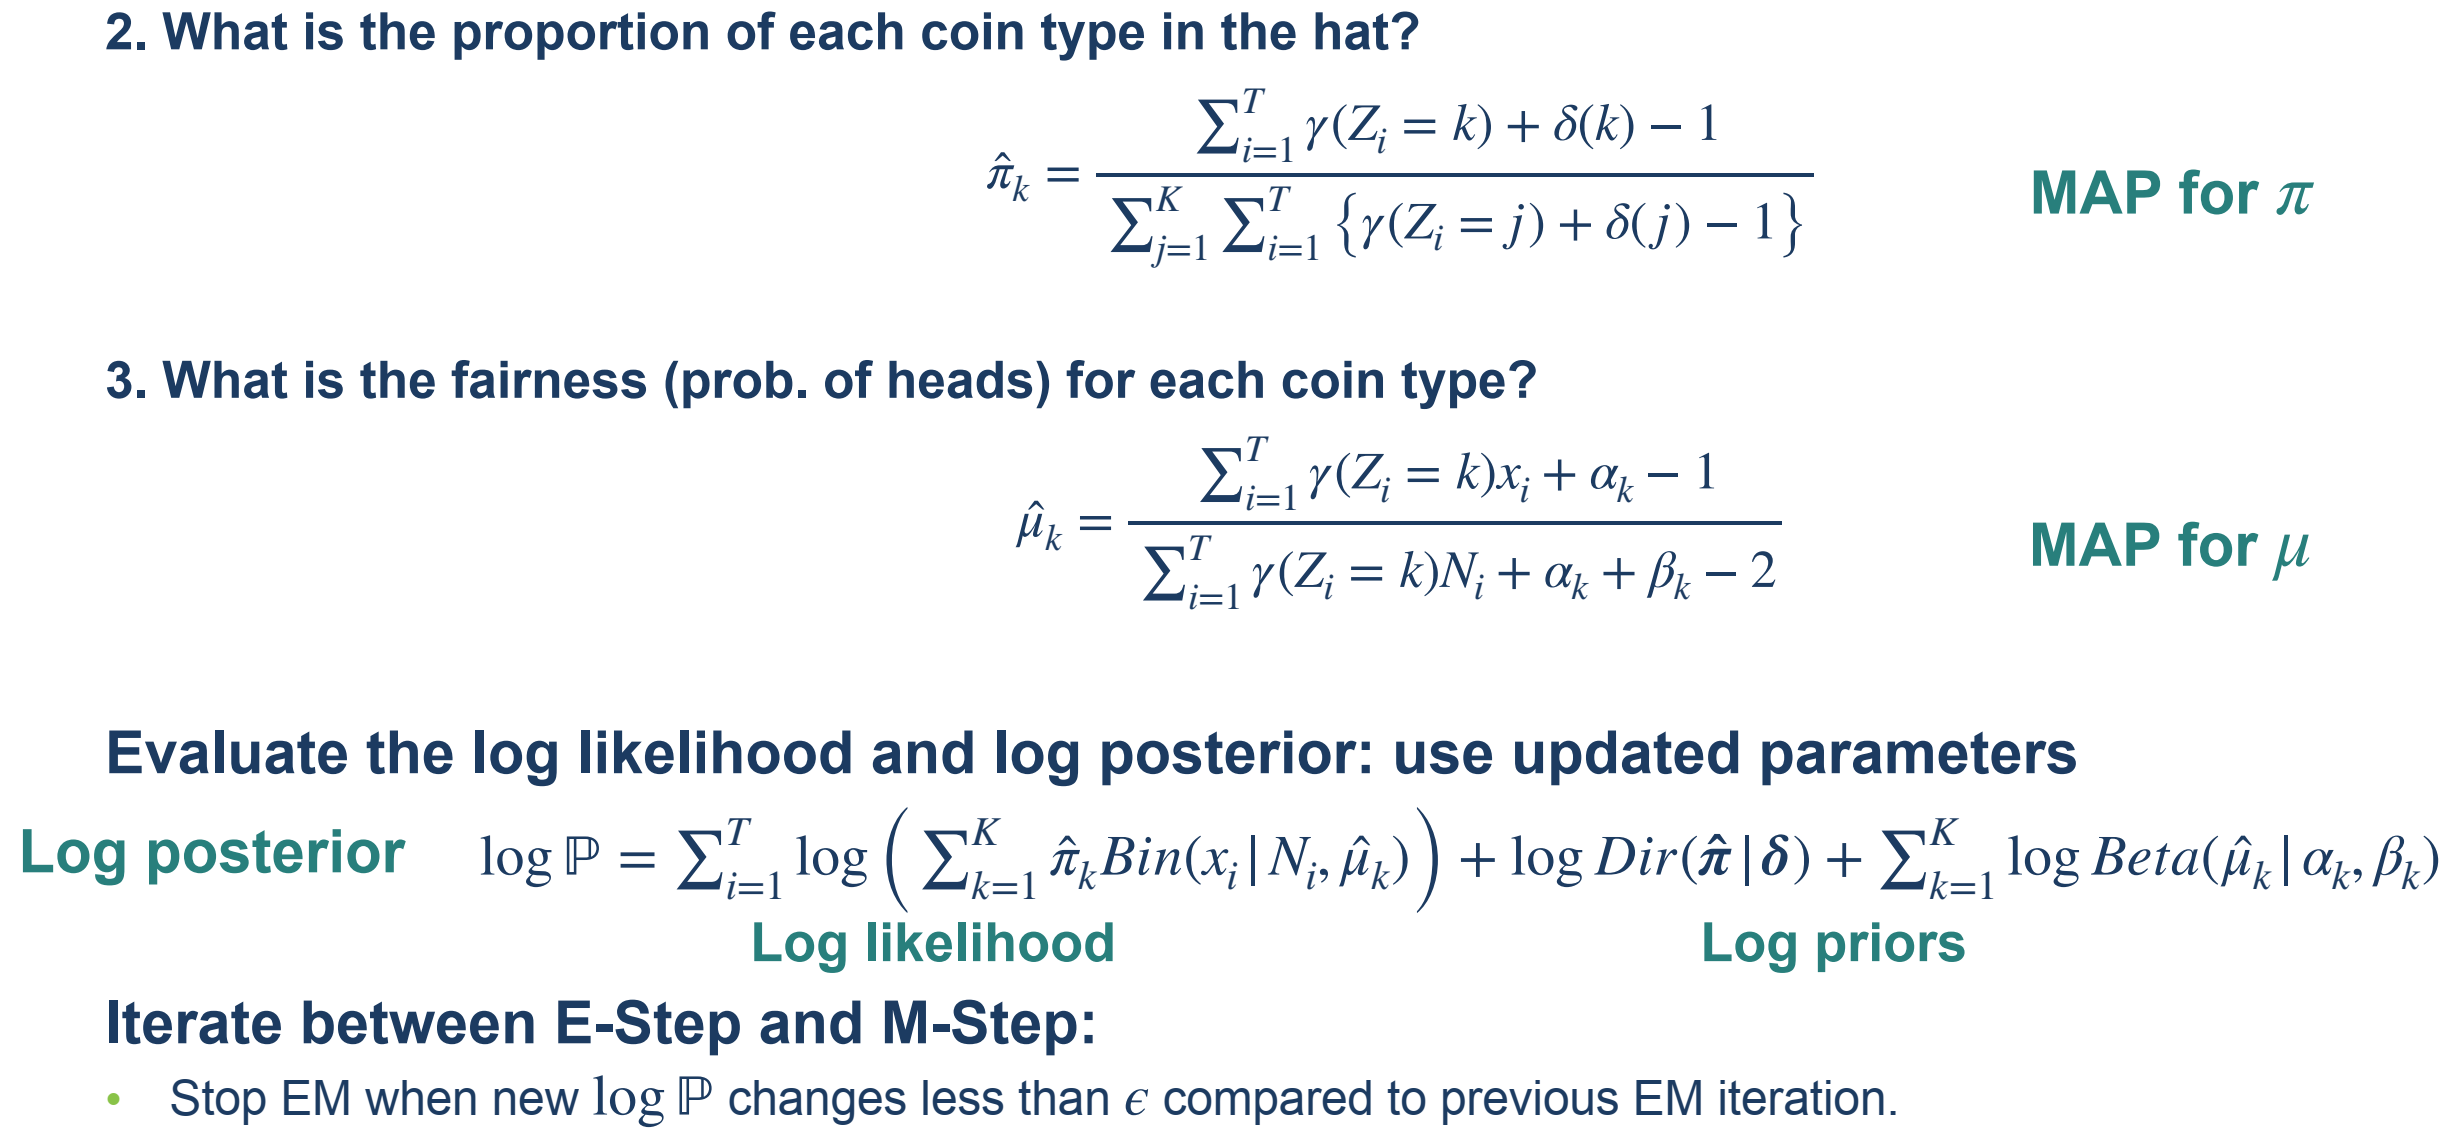 2. What is the proportion of each coin type in the hat?
$\hat{\pi}_k = \frac{\sum_{i=1}^{T} \gamma(Z_i = k) + \delta(k) - 1}{\sum_{j=1}^{K} \sum_{i=1}^{T} \{\gamma(Z_i = j) + \delta(j) - 1\}}$ MAP for $\pi$
3. What is the fairness (prob. of heads) for each coin type?
$\hat{\mu}_k = \frac{\sum_{i=1}^{T} \gamma(Z_i = k)x_i + \alpha_k - 1}{\sum_{i=1}^{T} \gamma(Z_i = k)N_i + \alpha_k + \beta_k - 2}$ MAP for $\mu$
Evaluate the log likelihood and log posterior: use updated parameters
Log posterior $\log \mathbb{P} = \sum_{i=1}^{T} \log \left( \sum_{k=1}^{K} \hat{\pi}_k Bin(x_i | N_i, \hat{\mu}_k) \right) + \log Dir(\hat{\boldsymbol{\pi}} | \boldsymbol{\delta}) + \sum_{k=1}^{K} \log Beta(\hat{\mu}_k | \alpha_k, \beta_k)$
Log likelihood Log priors
Iterate between E-Step and M-Step:
• Stop EM when new $\log \mathbb{P}$ changes less than $\epsilon$ compared to previous EM iteration.